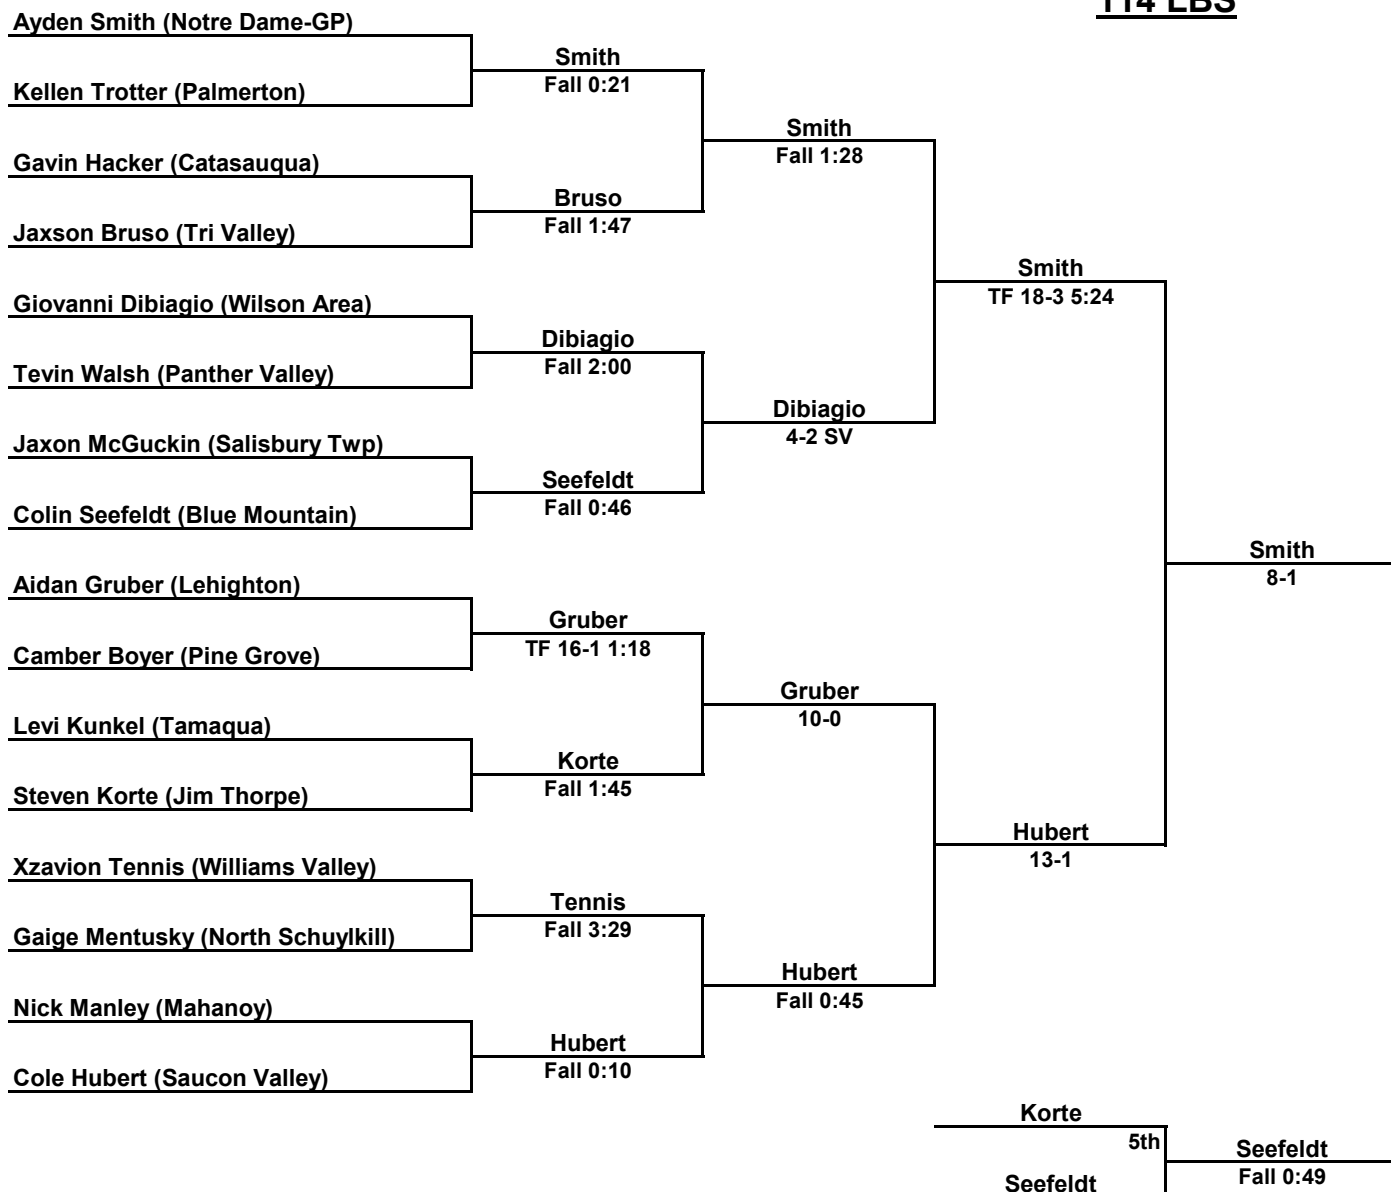 114 LBS
Ayden Smith (Notre Dame-GP)
Smith
Fall 0:21
Kellen Trotter (Palmerton)
Smith
Fall 1:28
Gavin Hacker (Catasauqua)
Bruso
Fall 1:47
Jaxson Bruso (Tri Valley)
Smith
TF 18-3 5:24
Giovanni Dibiagio (Wilson Area)
Dibiagio
Fall 2:00
Tevin Walsh (Panther Valley)
Dibiagio
4-2 SV
Jaxon McGuckin (Salisbury Twp)
Seefeldt
Fall 0:46
Colin Seefeldt (Blue Mountain)
Smith
8-1
Aidan Gruber (Lehighton)
Gruber
TF 16-1 1:18
Camber Boyer (Pine Grove)
Gruber
10-0
Levi Kunkel (Tamaqua)
Korte
Fall 1:45
Steven Korte (Jim Thorpe)
Hubert
13-1
Xzavion Tennis (Williams Valley)
Tennis
Fall 3:29
Gaige Mentusky (North Schuylkill)
Hubert
Fall 0:45
Nick Manley (Mahanoy)
Hubert
Fall 0:10
Cole Hubert (Saucon Valley)
Korte
5th
Seefeldt
Fall 0:49
Seefeldt